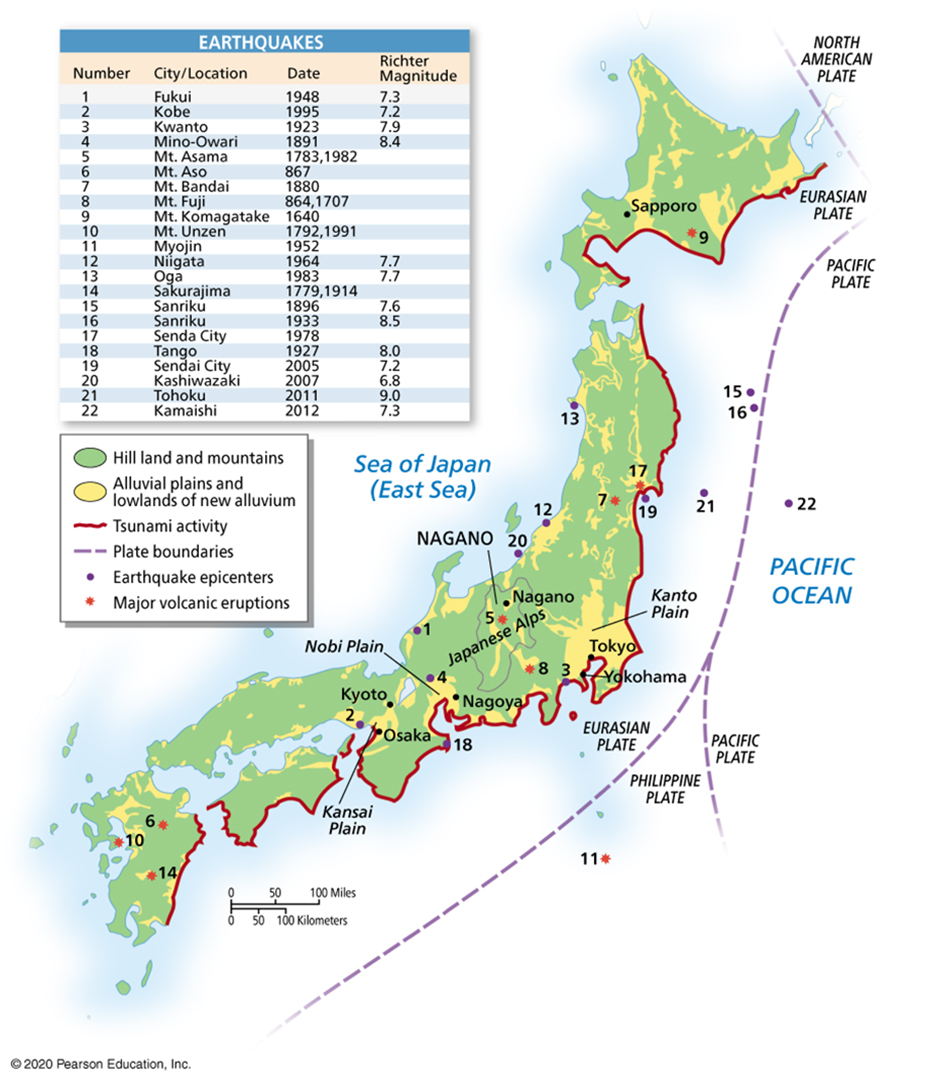 EARTHQUAKES
Number City/Location Date Richter Magnitude
1 Fukui 1948 7.3
2 Kobe 1995 7.2
3 Kwanto 1923 7.9
4 Mino-Owari 1891 8.4
5 Mt. Asama 1783,1982
6 Mt. Aso 867
7 Mt. Bandai 1880
8 Mt. Fuji 864,1707
9 Mt. Komagatake 1640
10 Mt. Unzen 1792,1991
11 Myojin 1952
12 Niigata 1964 7.7
13 Oga 1983 7.7
14 Sakurajima 1779,1914
15 Sanriku 1896 7.6
16 Sanriku 1933 8.5
17 Senda City 1978
18 Tango 1927 8.0
19 Sendai City 2005 7.2
20 Kashiwazaki 2007 6.8
21 Tohoku 2011 9.0
22 Kamaishi 2012 7.3
Hill land and mountains
Alluvial plains and
lowlands of new alluvium
Tsunami activity
Plate boundaries
Earthquake epicenters
Major volcanic eruptions
NORTH
AMERICAN
PLATE
EURASIAN
PLATE
PACIFIC
PLATE
Sapporo
9
15
16
13
Sea of Japan
(East Sea)
17
7
19
21
22
12
20
NAGANO
PACIFIC
OCEAN
Nagano
Kanto
Plain
5
Japanese Alps
1
Nobi Plain
Tokyo
8
3
Yokohama
4
Kyoto
Nagoya
2
Osaka
18
EURASIAN
PLATE
PACIFIC
PLATE
PHILIPPINE
PLATE
Kansai
Plain
6
10
14
11
0 50 100 Miles
0 50 100 Kilometers
© 2020 Pearson Education, Inc.